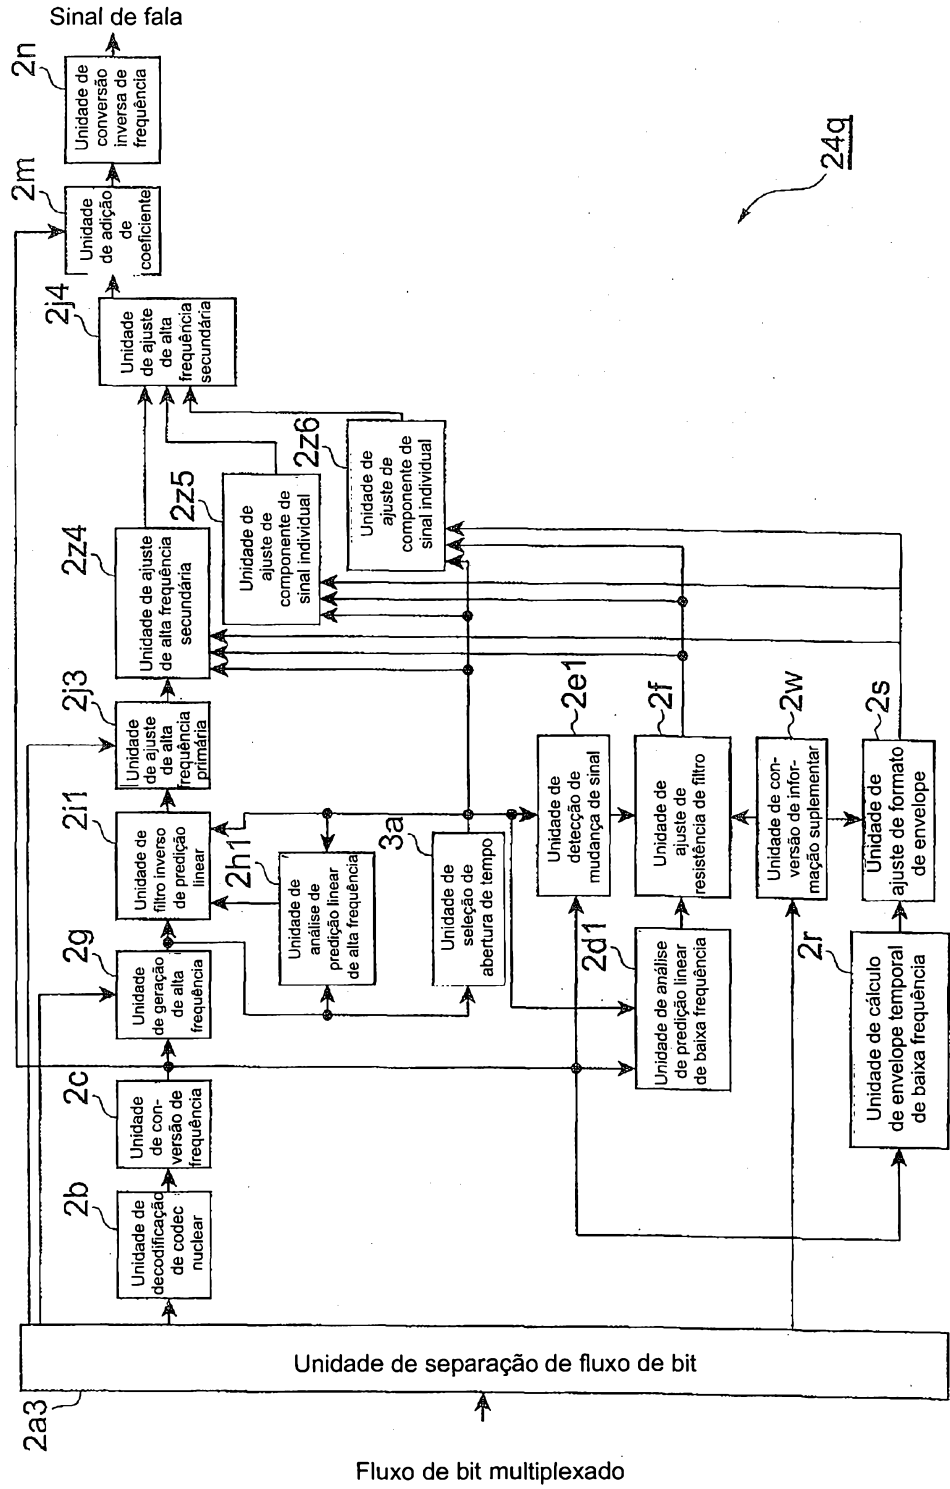 Sinal de fala
2n
Unidade de
conversão
inversa de
frequência
2m
Unidade
de adição
de
coeficiente
2j4
Unidade
de ajuste
de alta
frequência
secundária
2z6
Unidade de
ajuste de
componente de
sinal individual
2z5
Unidade de
ajuste de
componente de
sinal individual
2z4
Unidade de ajuste
de alta frequência
secundária
2j3
Unidade
de ajuste
de alta
frequência
primária
2i1
Unidade de
filtro inverso
de predição
linear
2h1
Unidade de
análise de
predição linear
de alta frequência
3a
Unidade de
seleção de
abertura de tempo
2e1
Unidade de
detecção de
mudança de sinal
2f
Unidade de
ajuste de
resistência de filtro
2w
Unidade de con-
versão de infor-
mação suplementar
2s
Unidade de
ajuste de formato
de envelope
2g
Unidade
de geração
de alta
frequência
2d1
Unidade de análise
de predição linear
de baixa frequência
2r
Unidade de cálculo
de envelope temporal
de baixa frequência
2c
Unidade
de con-
versão de
frequência
2b
Unidade de
decodificação
de codec
nuclear
2a3
Unidade de separação de fluxo de bit
Fluxo de bit multiplexado
24q